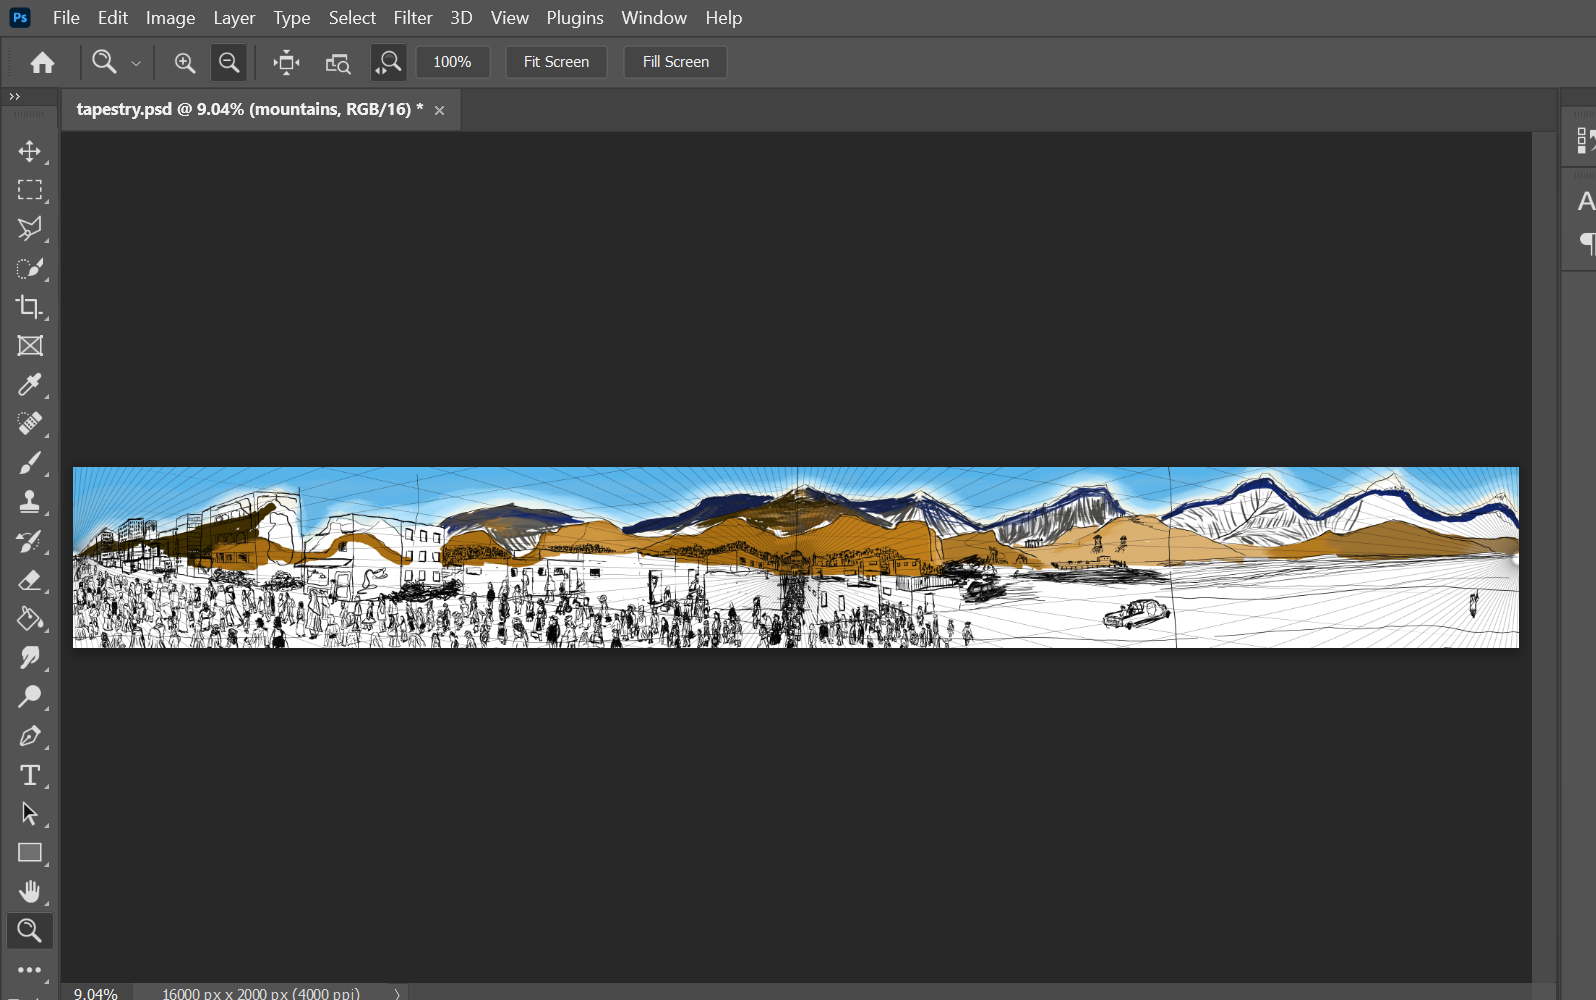 Ps File Edit Image Layer Type Select Filter 3D View Plugins Window Help
100% Fit Screen Fill Screen
tapestry.psd @ 9.04% (mountains, RGB/16) *
9.04% 16000 px x 2000 px (4000 ppi)